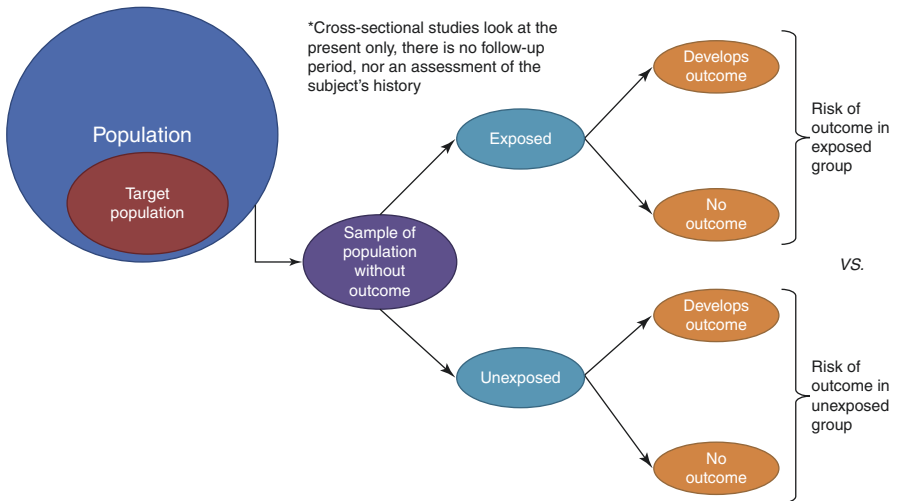 *Cross-sectional studies look at the
present only, there is no follow-up
period, nor an assessment of the
subject's history
Population
Target
population
Sample of
population
without
outcome
Exposed
Unexposed
Develops
outcome
No
outcome
Risk of
outcome in
exposed
group
VS.
Develops
outcome
No
outcome
Risk of
outcome in
unexposed
group